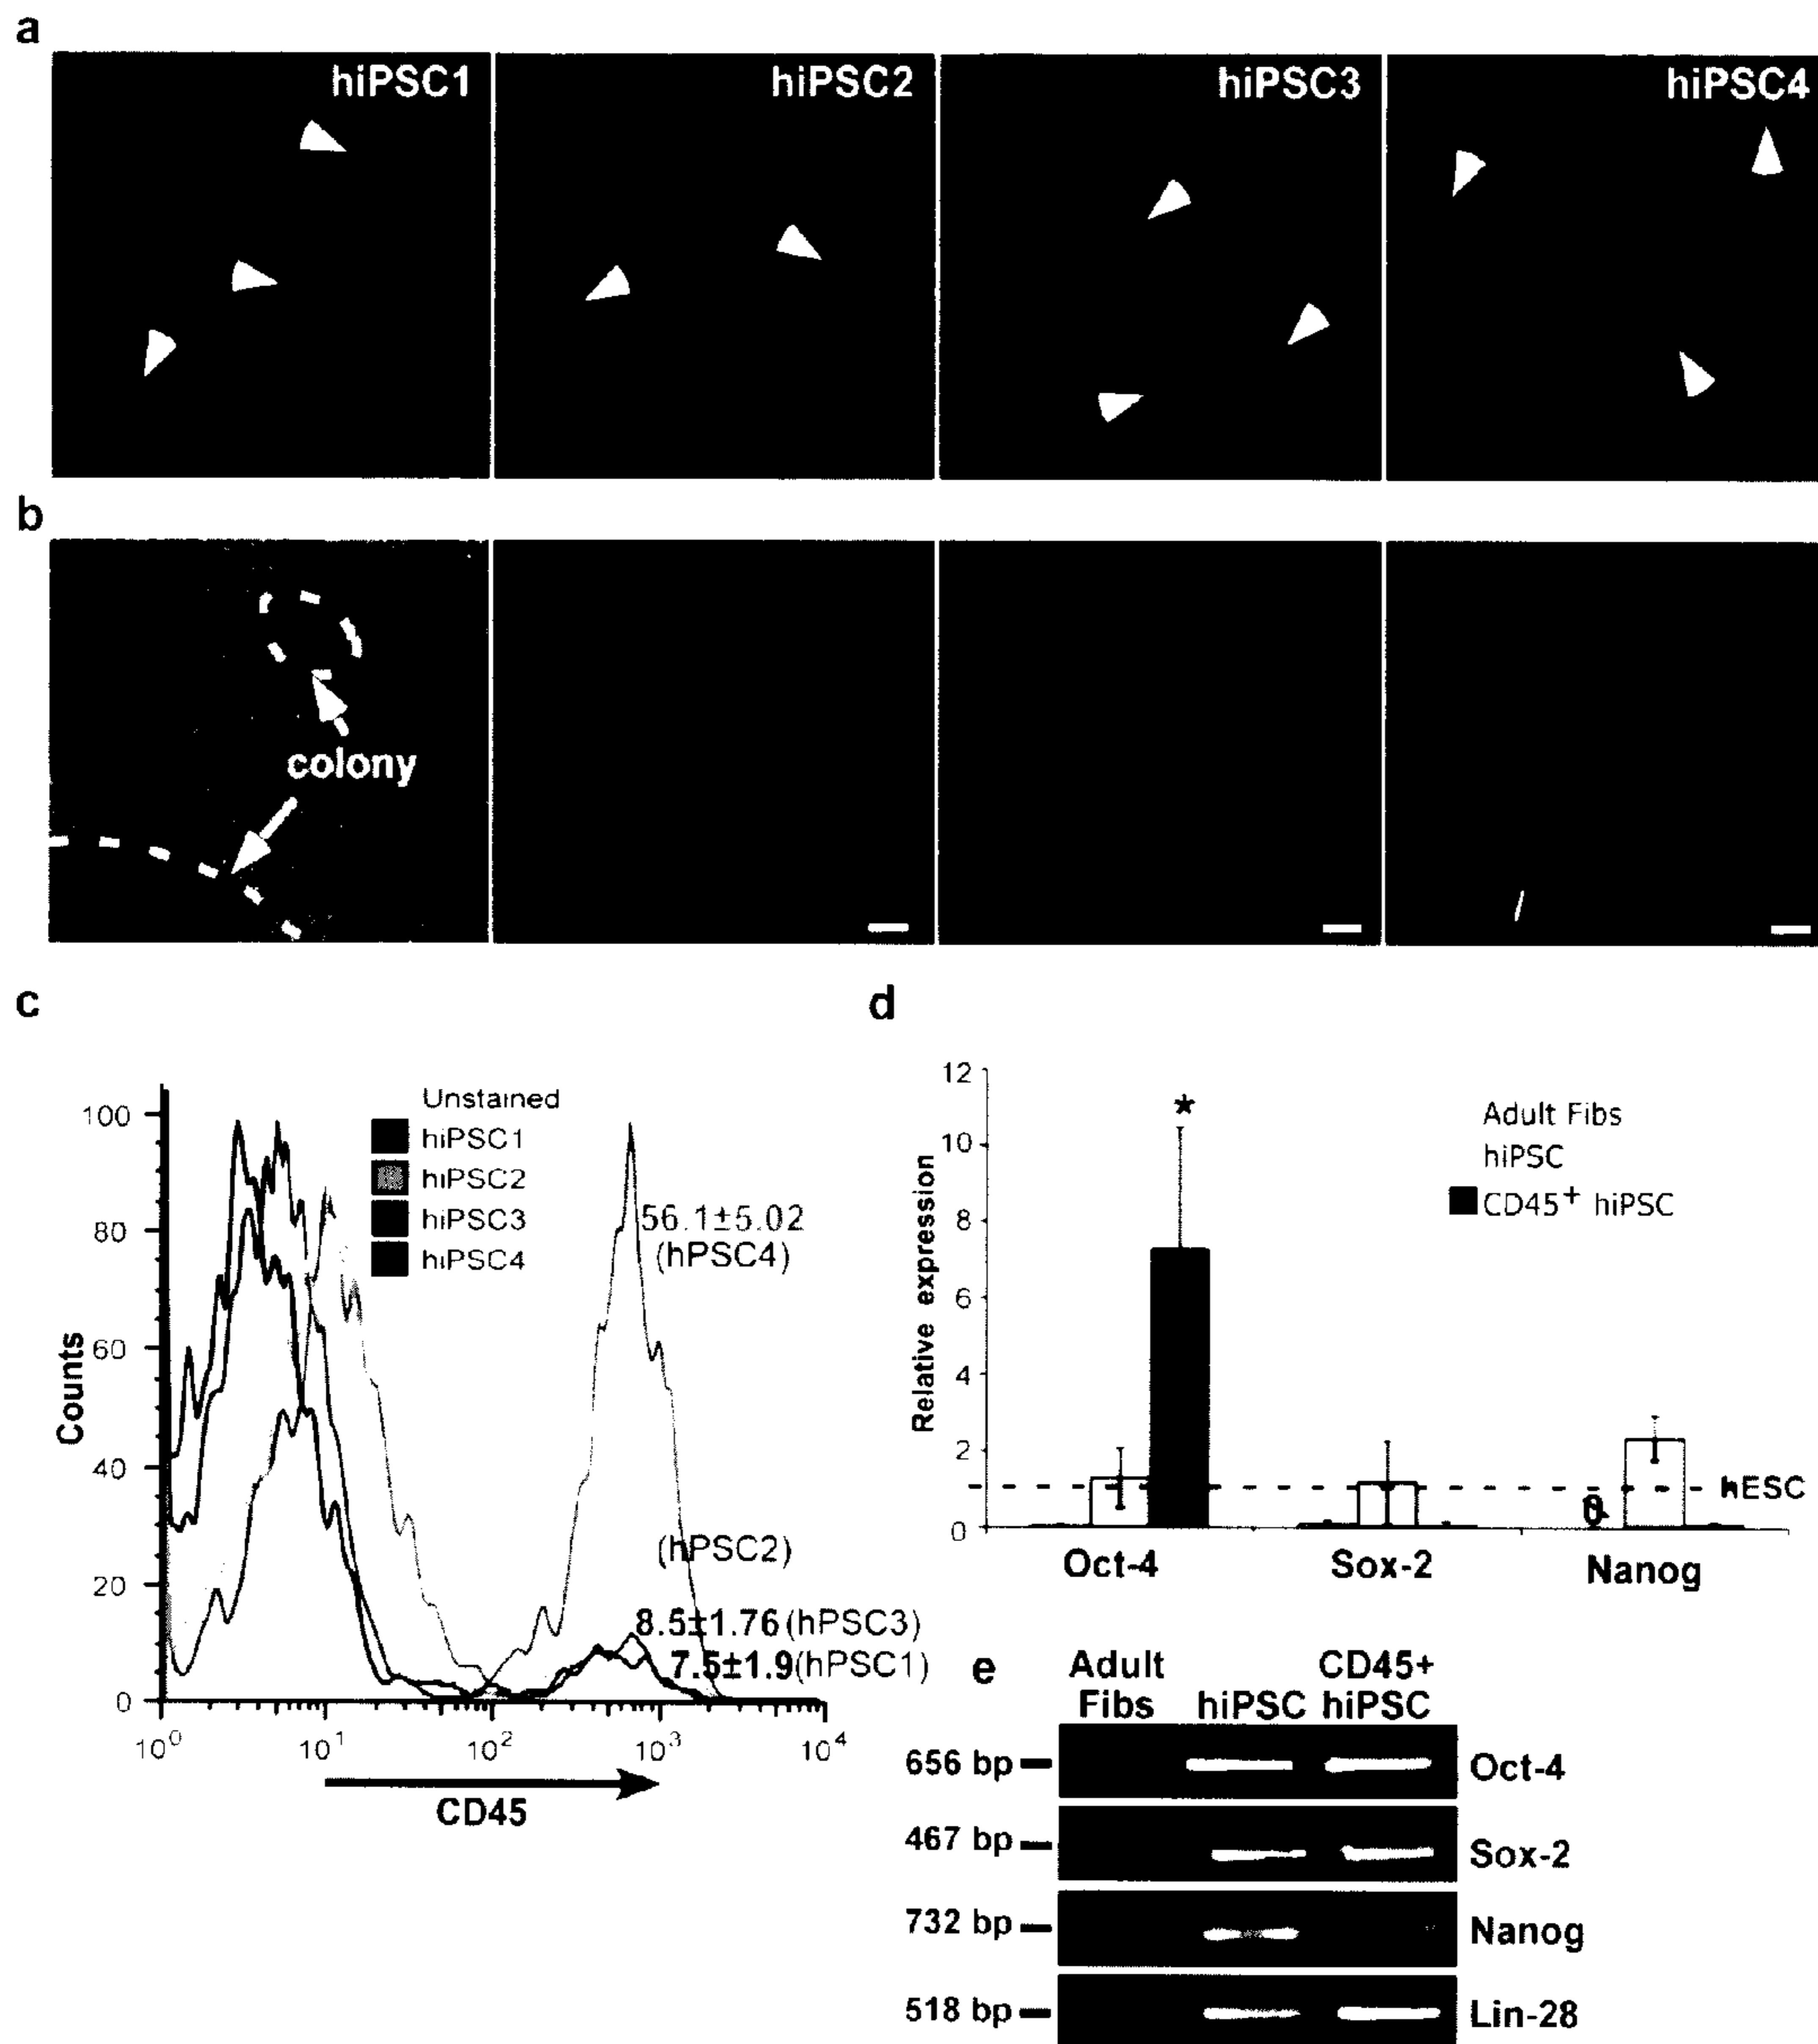 a
hiPSC1
hiPSC2
hiPSC3
hiPSC4
b
colony
c
Unstained
hiPSC1
hiPSC2
hiPSC3
hiPSC4
Counts
100
80
60
40
20
0
56.1±5.02
(hPSC4)
(hPSC2)
8.5±1.76 (hPSC3)
7.5±1.9 (hPSC1)
10⁰ 10¹ 10² 10³ 10⁴
CD45
d
Relative expression
12
10
8
6
4
2
0
*
Adult Fibs
hiPSC
CD45⁺ hiPSC
hESC
Oct-4 Sox-2 Nanog
e
Adult Fibs
hiPSC
CD45+ hiPSC
656 bp Oct-4
467 bp Sox-2
732 bp Nanog
518 bp Lin-28